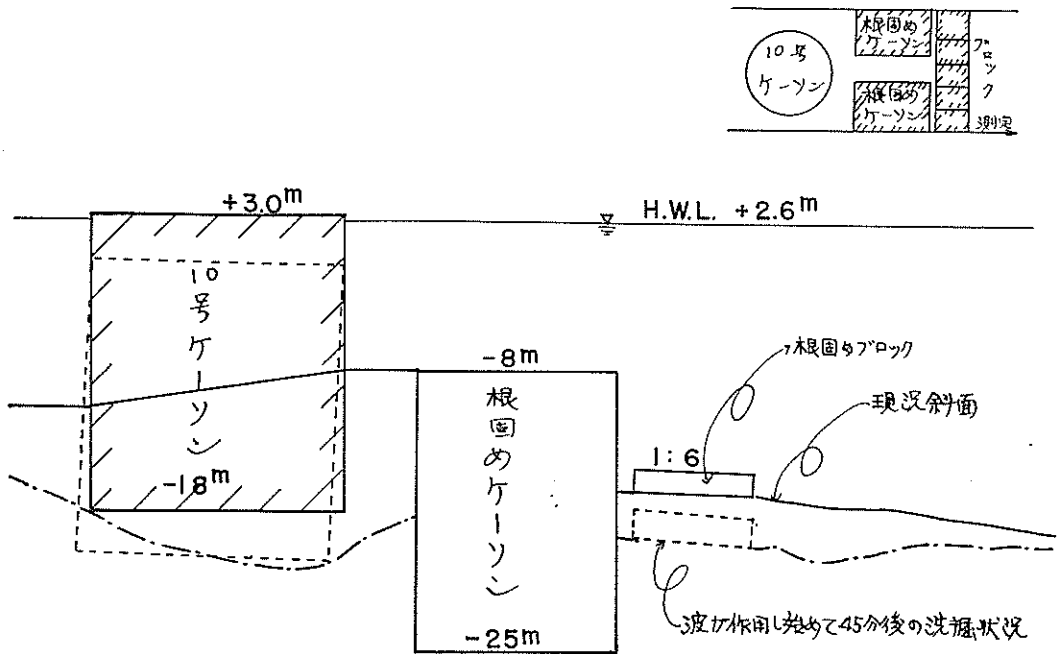 根固め
ケーソン
10号
ケーソン
根固め
ケーソン
ブロック
測定
+3.0m
H.W.L. +2.6m
10号ケーソン
-18m
-8m
根固めケーソン
-25m
1:6
根固めブロック
現況斜面
波が作用し始めて45分後の洗掘状況